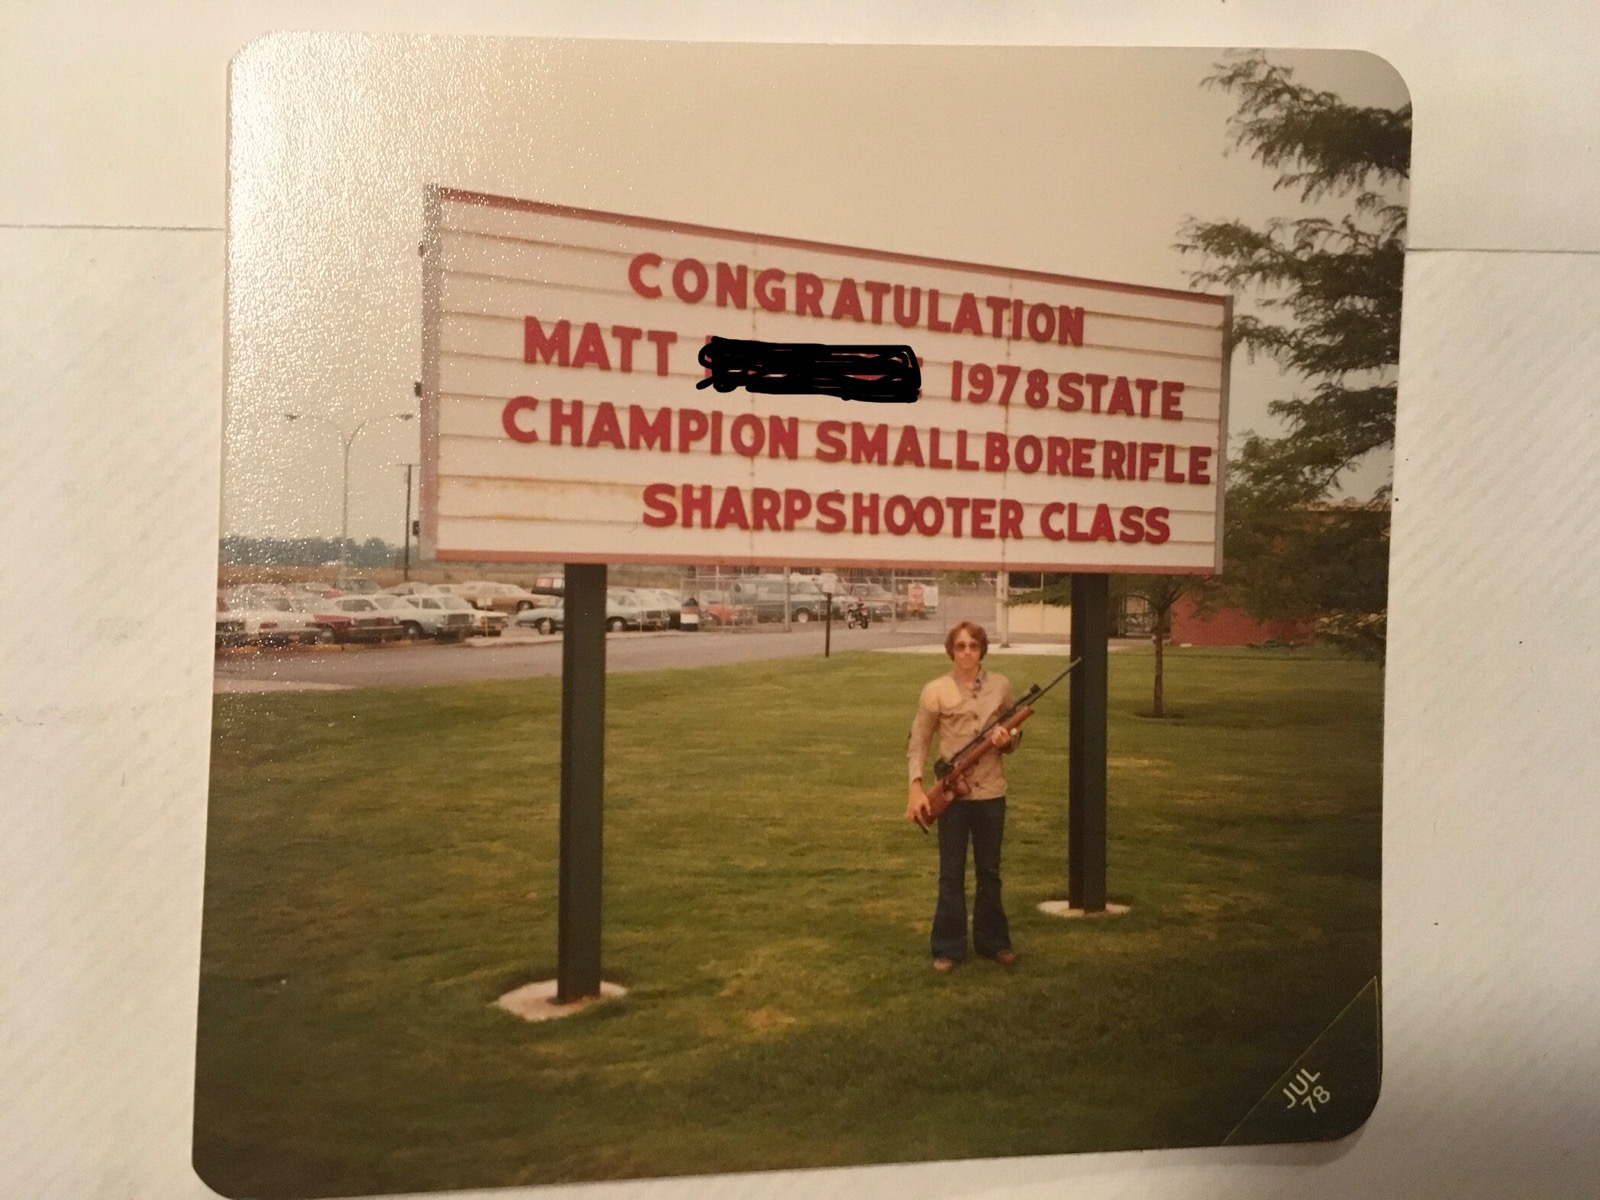 CONGRATULATION
MATT 1978 STATE
CHAMPION SMALLBORE RIFLE
SHARPSHOOTER CLASS
JUL
78